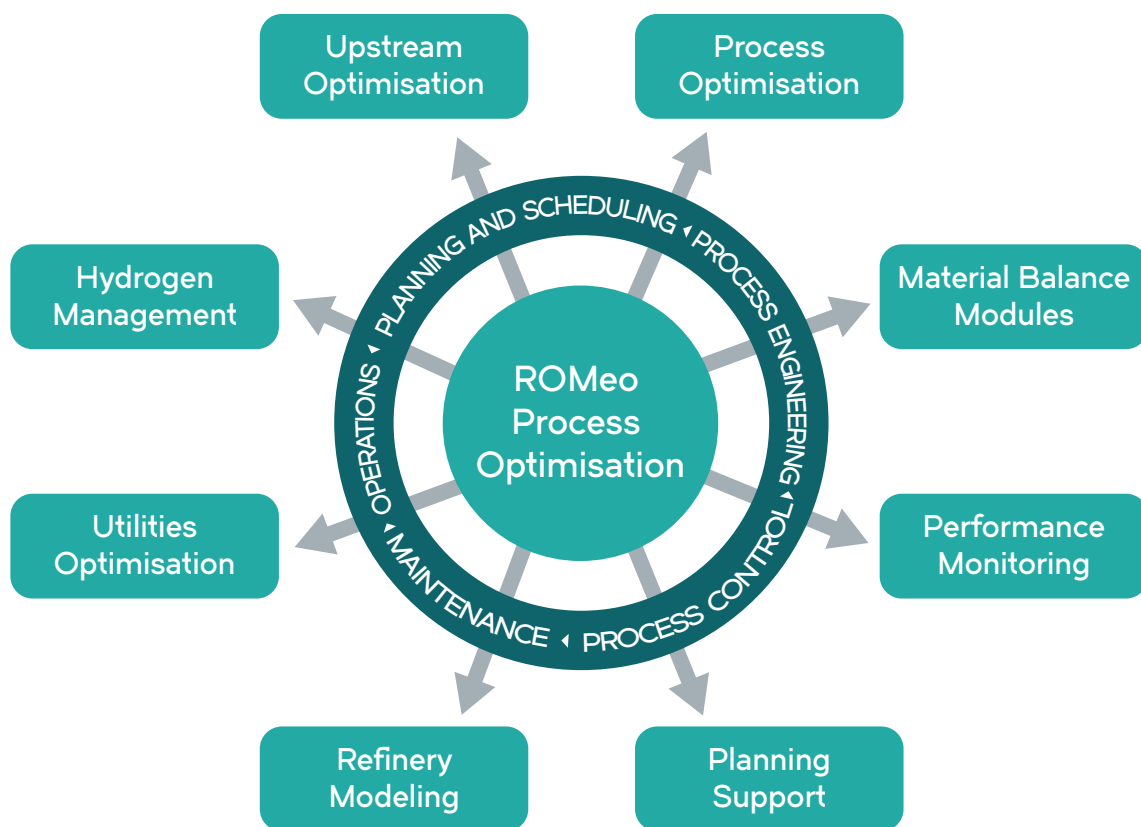 Upstream
Optimisation
Process
Optimisation
Hydrogen
Management
Material Balance
Modules
PLANNING AND SCHEDULING
PROCESS ENGINEERING
PROCESS CONTROL
MAINTENANCE
OPERATIONS
ROMeo
Process
Optimisation
Utilities
Optimisation
Performance
Monitoring
Refinery
Modeling
Planning
Support